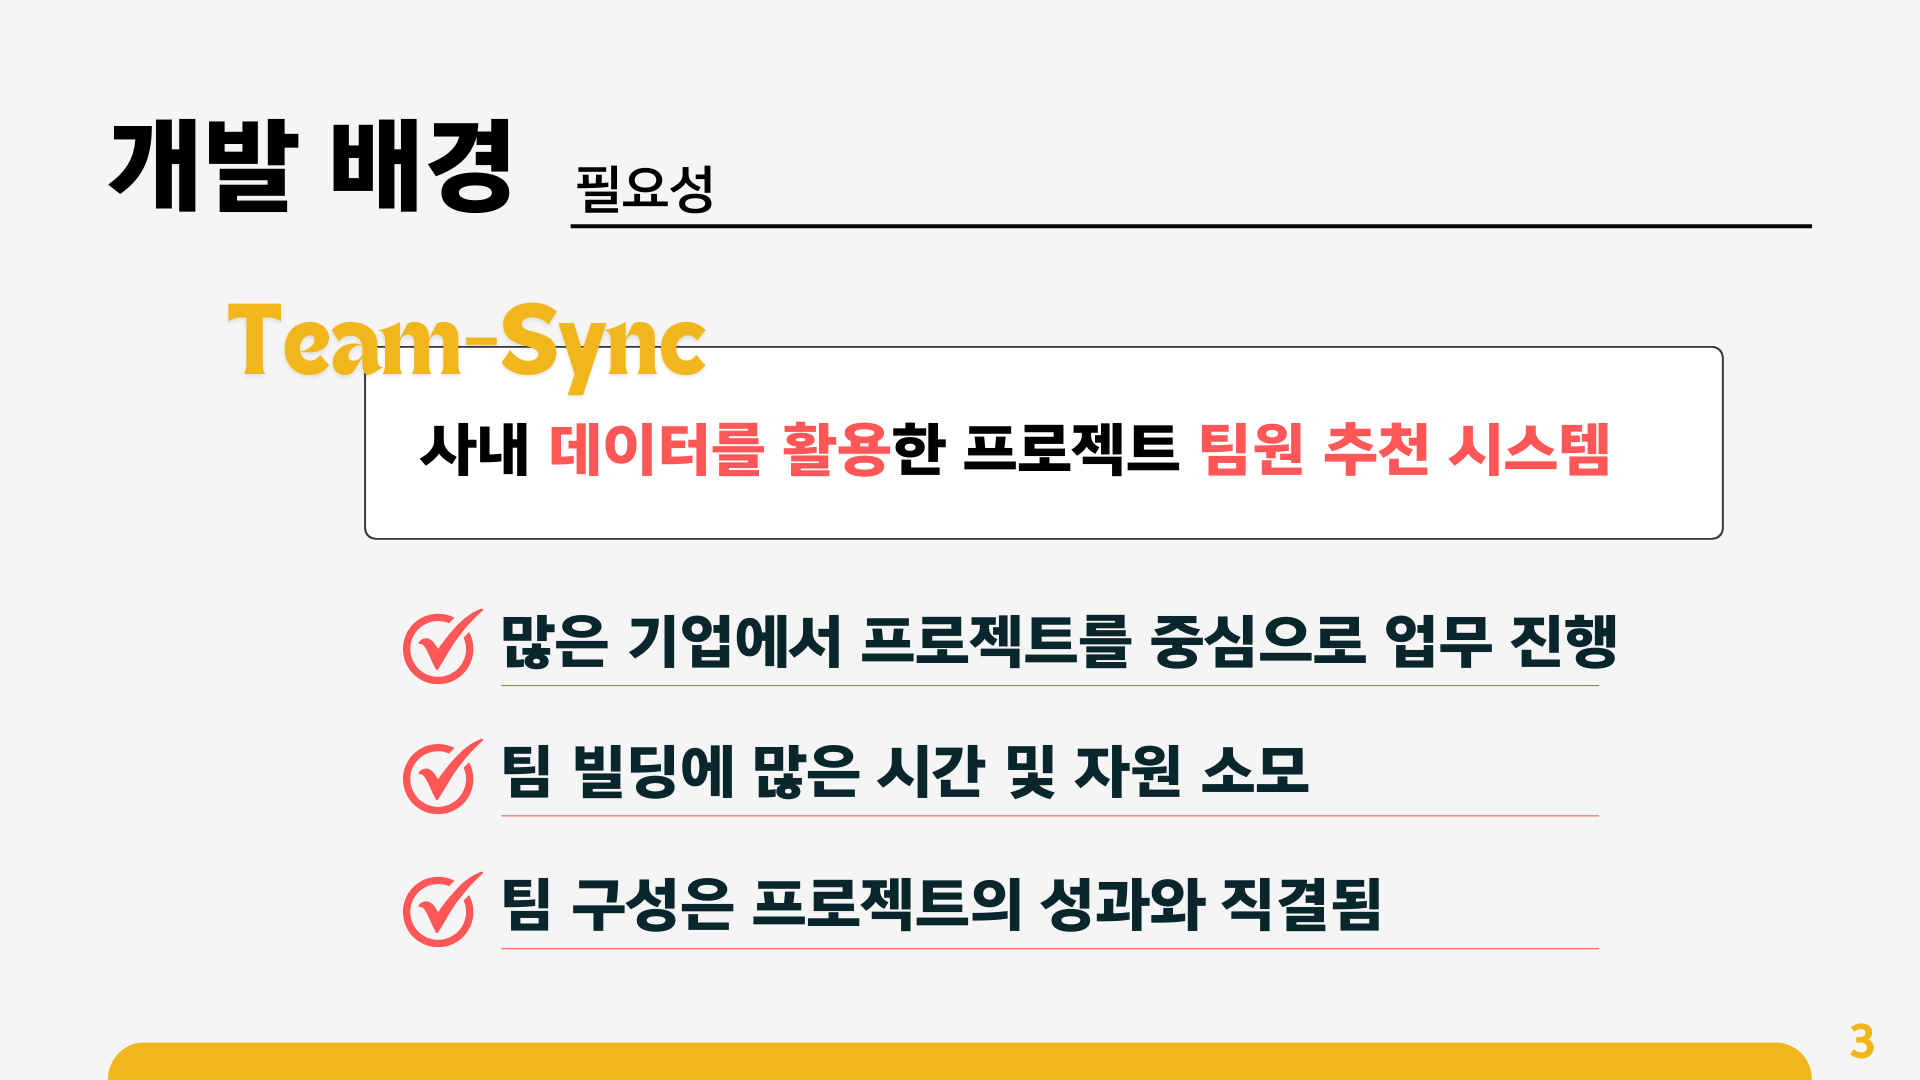 개발 배경
필요성
Team-Sync
사내 데이터를 활용한 프로젝트 팀원 추천 시스템
많은 기업에서 프로젝트를 중심으로 업무 진행
팀 빌딩에 많은 시간 및 자원 소모
팀 구성은 프로젝트의 성과와 직결됨
3